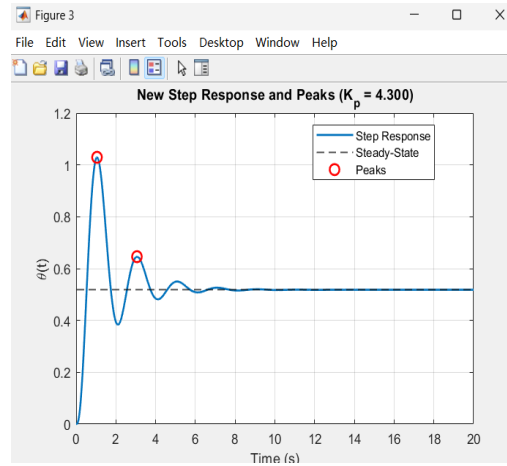 Figure 3
File Edit View Insert Tools Desktop Window Help
New Step Response and Peaks (Kp = 4.300)
Step Response
Steady-State
Peaks
θ(t)
1.2
1
0.8
0.6
0.4
0.2
0
0 2 4 6 8 10 12 14 16 18 20
Time (s)